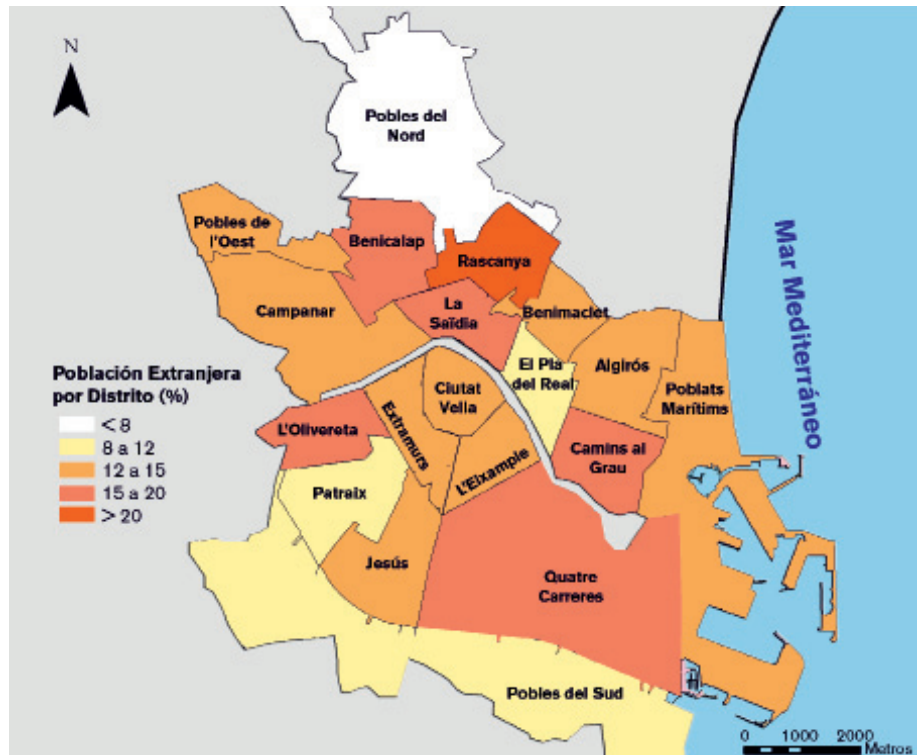 N
Pobles del
Nord
Pobles de
l'Oest
Benicalap
Rascanya
Campanar
La
Saïdia
Benimaclet
Mar Mediterráneo
El Pla
del Real
Algirós
Poblats
Marítims
Población Extranjera
por Distrito (%)
< 8
8 a 12
12 a 15
15 a 20
> 20
Ciutat
Vella
L'Olivereta
Extramurs
L'Eixample
Camins al
Grau
Patraix
Jesús
Quatre
Carreres
Pobles del Sud
0 1000 2000
Metros